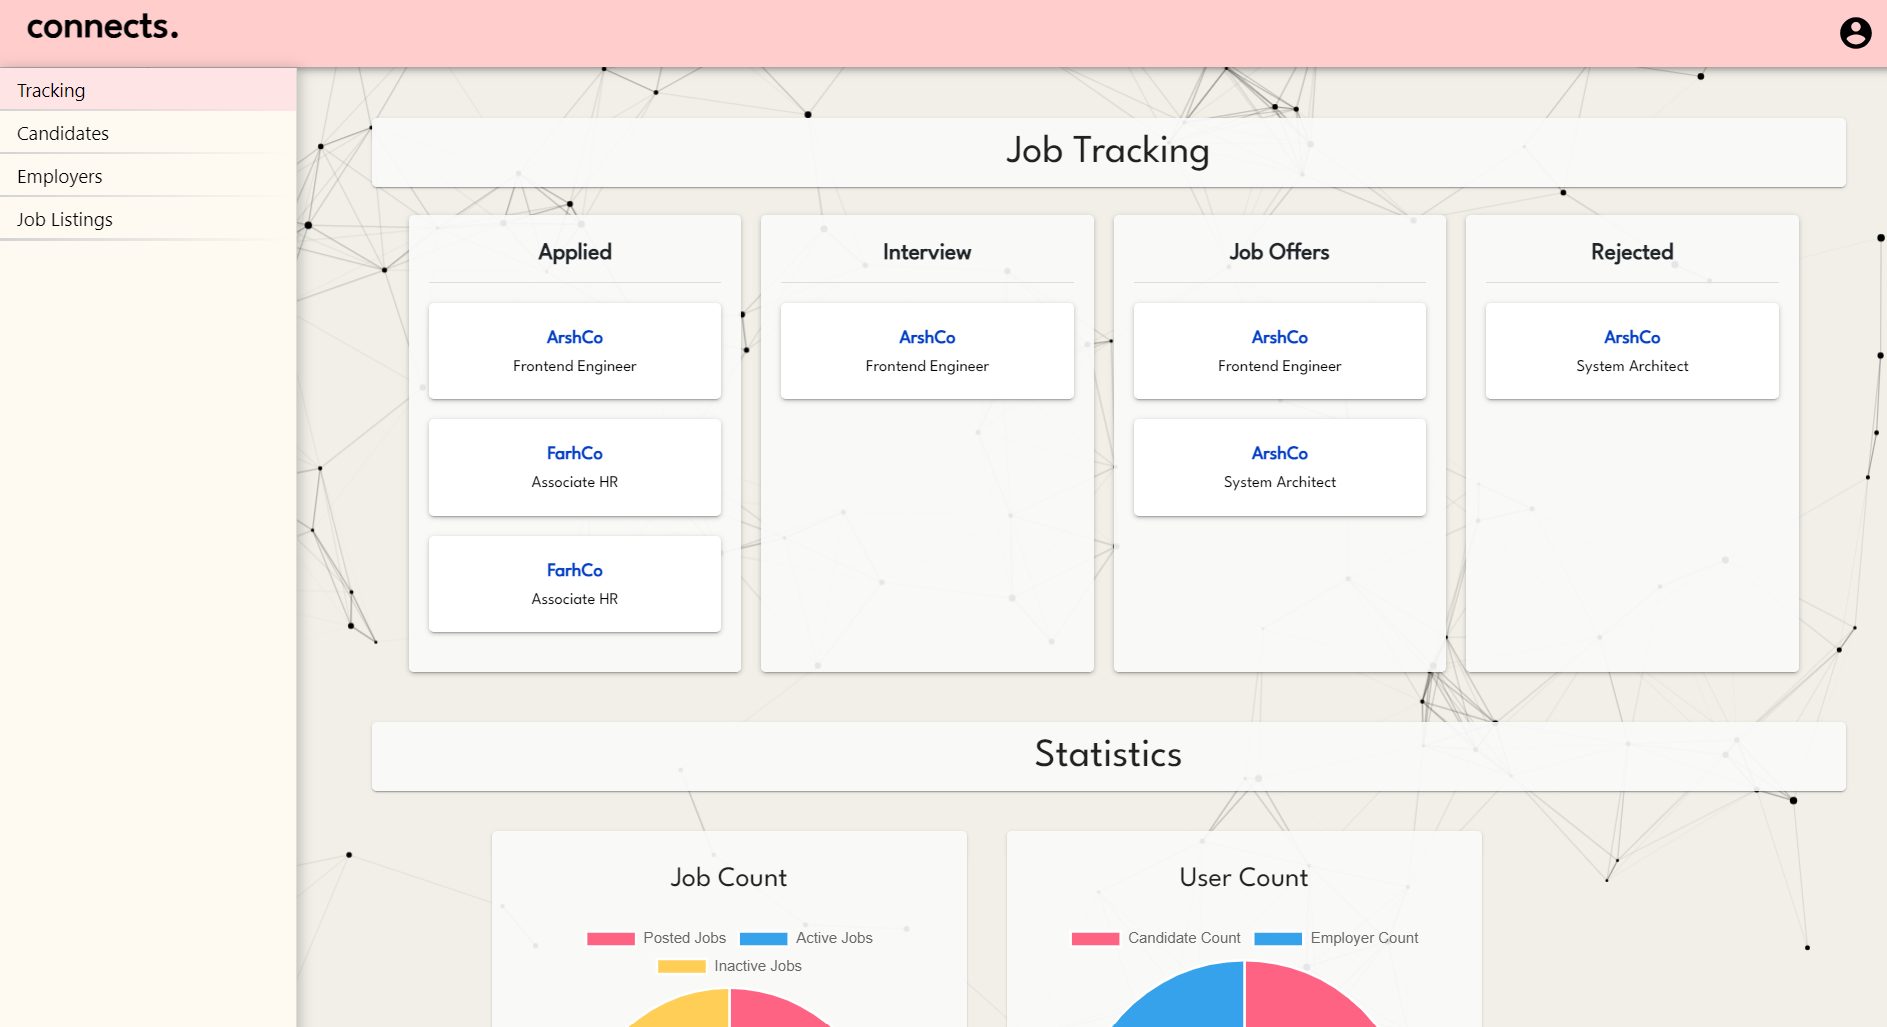 connects.
Tracking
Candidates
Employers
Job Listings
Job Tracking
Applied
ArshCo
Frontend Engineer
FarhCo
Associate HR
FarhCo
Associate HR
Interview
ArshCo
Frontend Engineer
Job Offers
ArshCo
Frontend Engineer
ArshCo
System Architect
Rejected
ArshCo
System Architect
Statistics
Job Count
Posted Jobs Active Jobs
Inactive Jobs
User Count
Candidate Count Employer Count